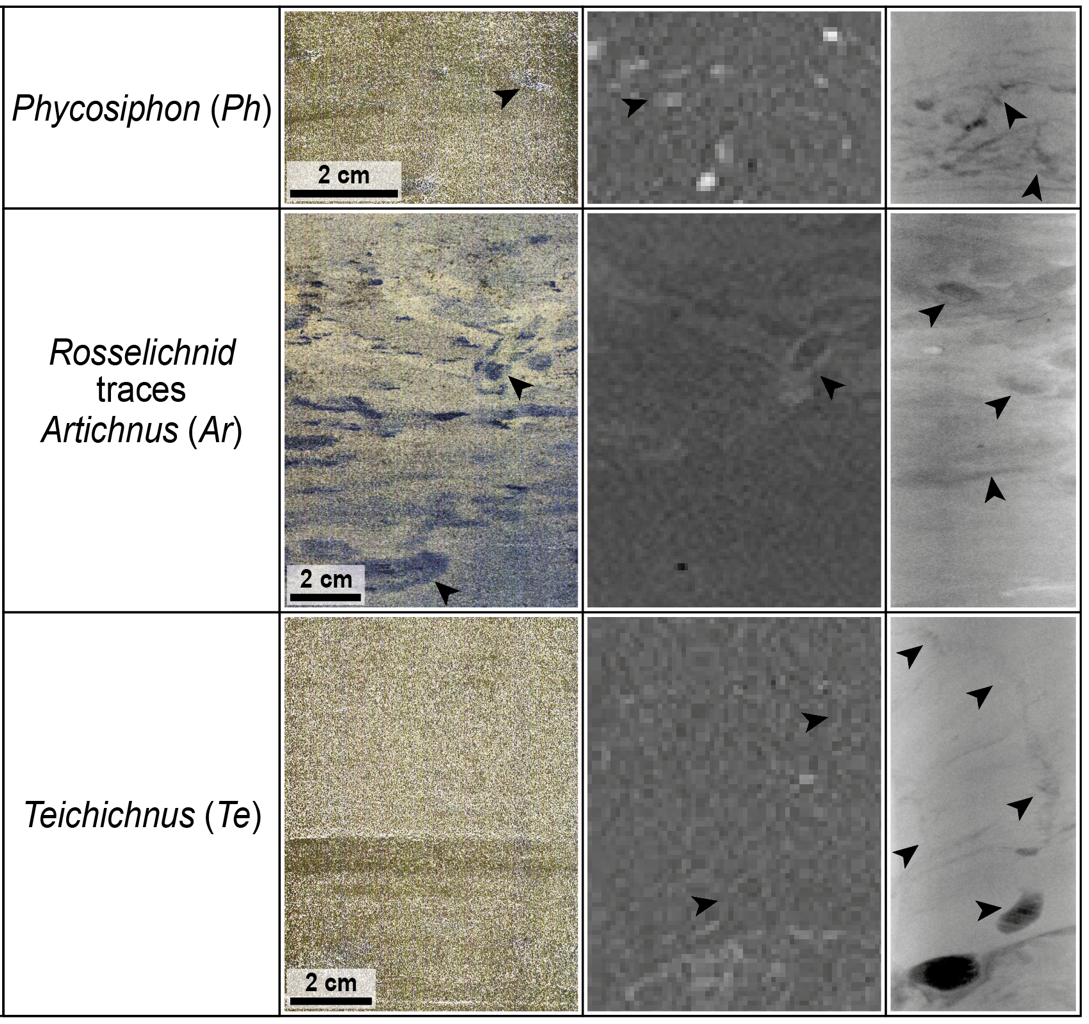 Phycosiphon (Ph)
2 cm
Rosselichnid
traces
Artichnus (Ar)
2 cm
Teichichnus (Te)
2 cm